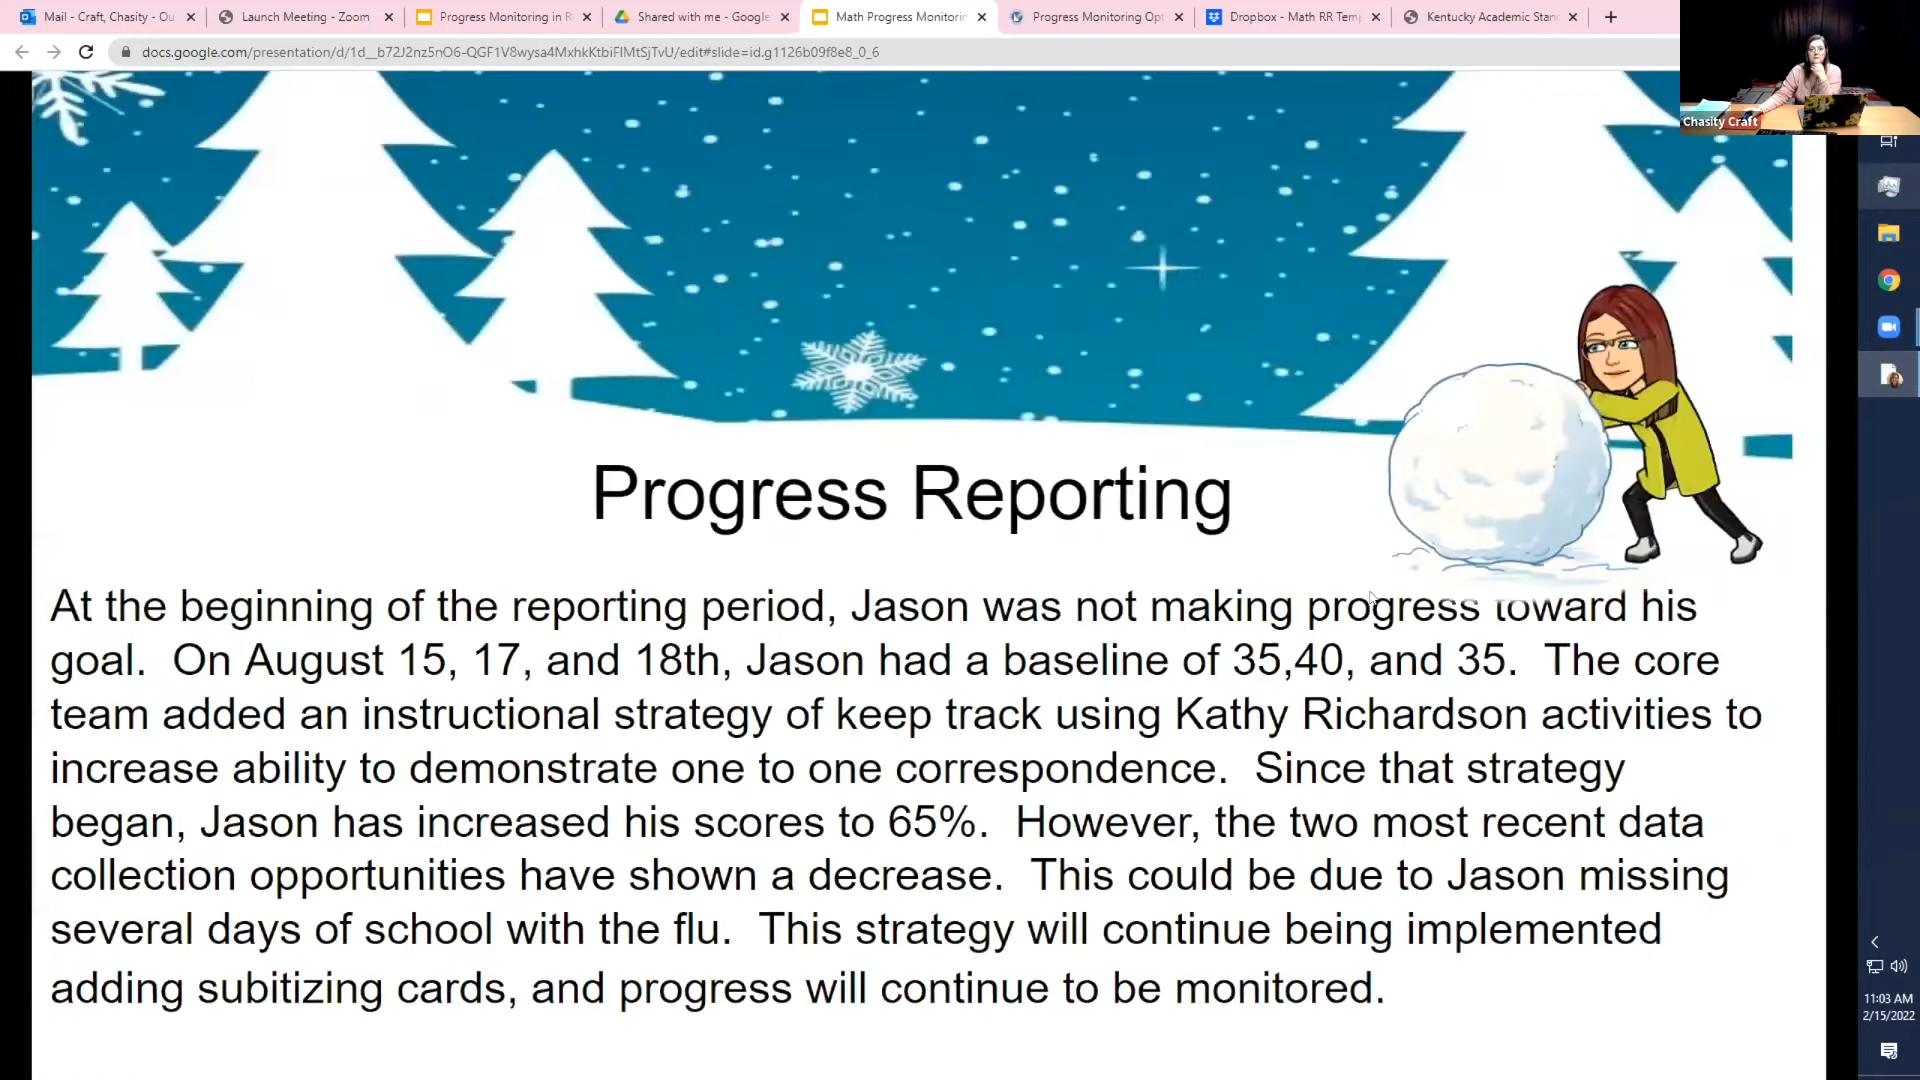 Mail - Craft, Chasity - Ou
Launch Meeting - Zoom
Progress Monitoring in R
Shared with me - Google
Math Progress Monitorin
Progress Monitoring Opt
Dropbox - Math RR Temp
Kentucky Academic Stan
docs.google.com/presentation/d/1d__b72J2nz5nO6-QGF1V8wysa4MxhkKtbiFlMtSjTvU/edit#slide=id.g1126b09f8e8_0_6
Chasity Craft
Progress Reporting
At the beginning of the reporting period, Jason was not making progress toward his
goal. On August 15, 17, and 18th, Jason had a baseline of 35,40, and 35. The core
team added an instructional strategy of keep track using Kathy Richardson activities to
increase ability to demonstrate one to one correspondence. Since that strategy
began, Jason has increased his scores to 65%. However, the two most recent data
collection opportunities have shown a decrease. This could be due to Jason missing
several days of school with the flu. This strategy will continue being implemented
adding subitizing cards, and progress will continue to be monitored.
11:03 AM
2/15/2022